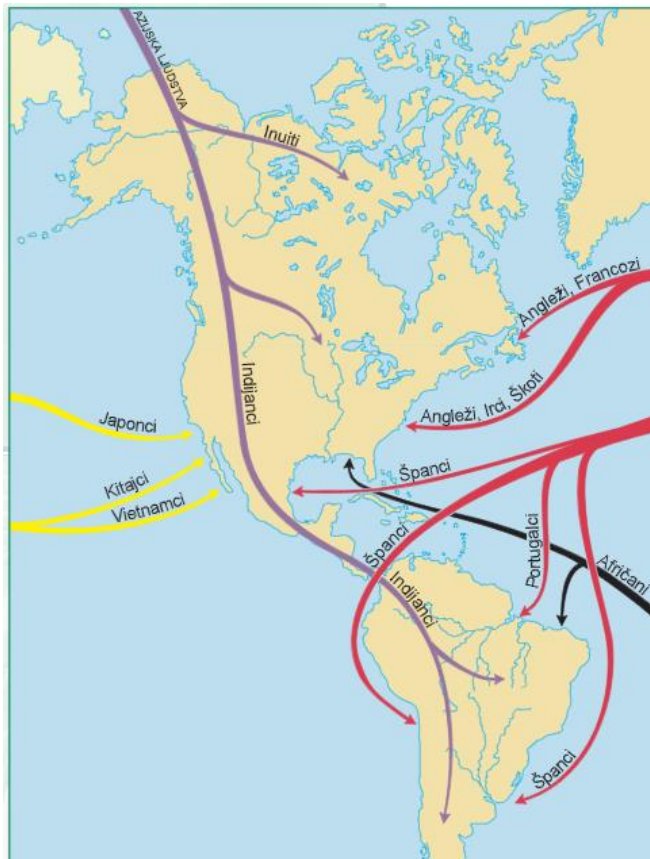 AZIJSKA LJUDSTVA
Inuiti
Angleži, Francozi
Indijanci
Angleži, Irci, Škoti
Japonci
Španci
Kitajci
Vietnamci
Španci
Portugalci
Afričani
Indijanci
Španci